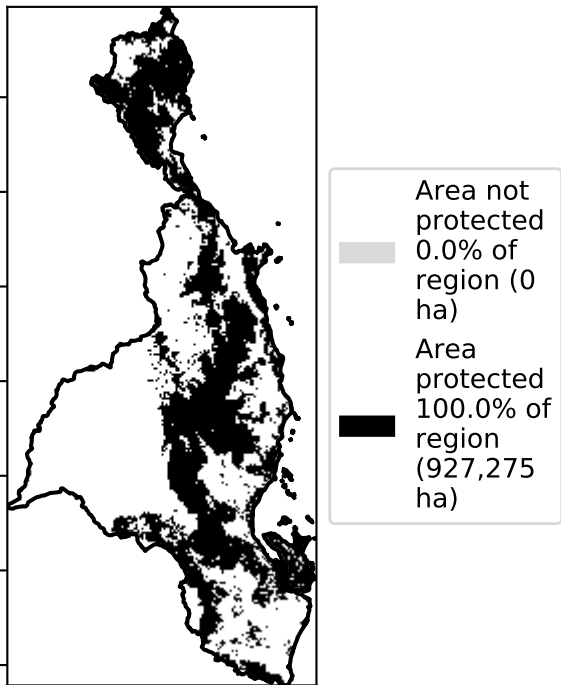 Area not
protected
0.0% of
region (0
ha)
Area
protected
100.0% of
region
(927,275
ha)